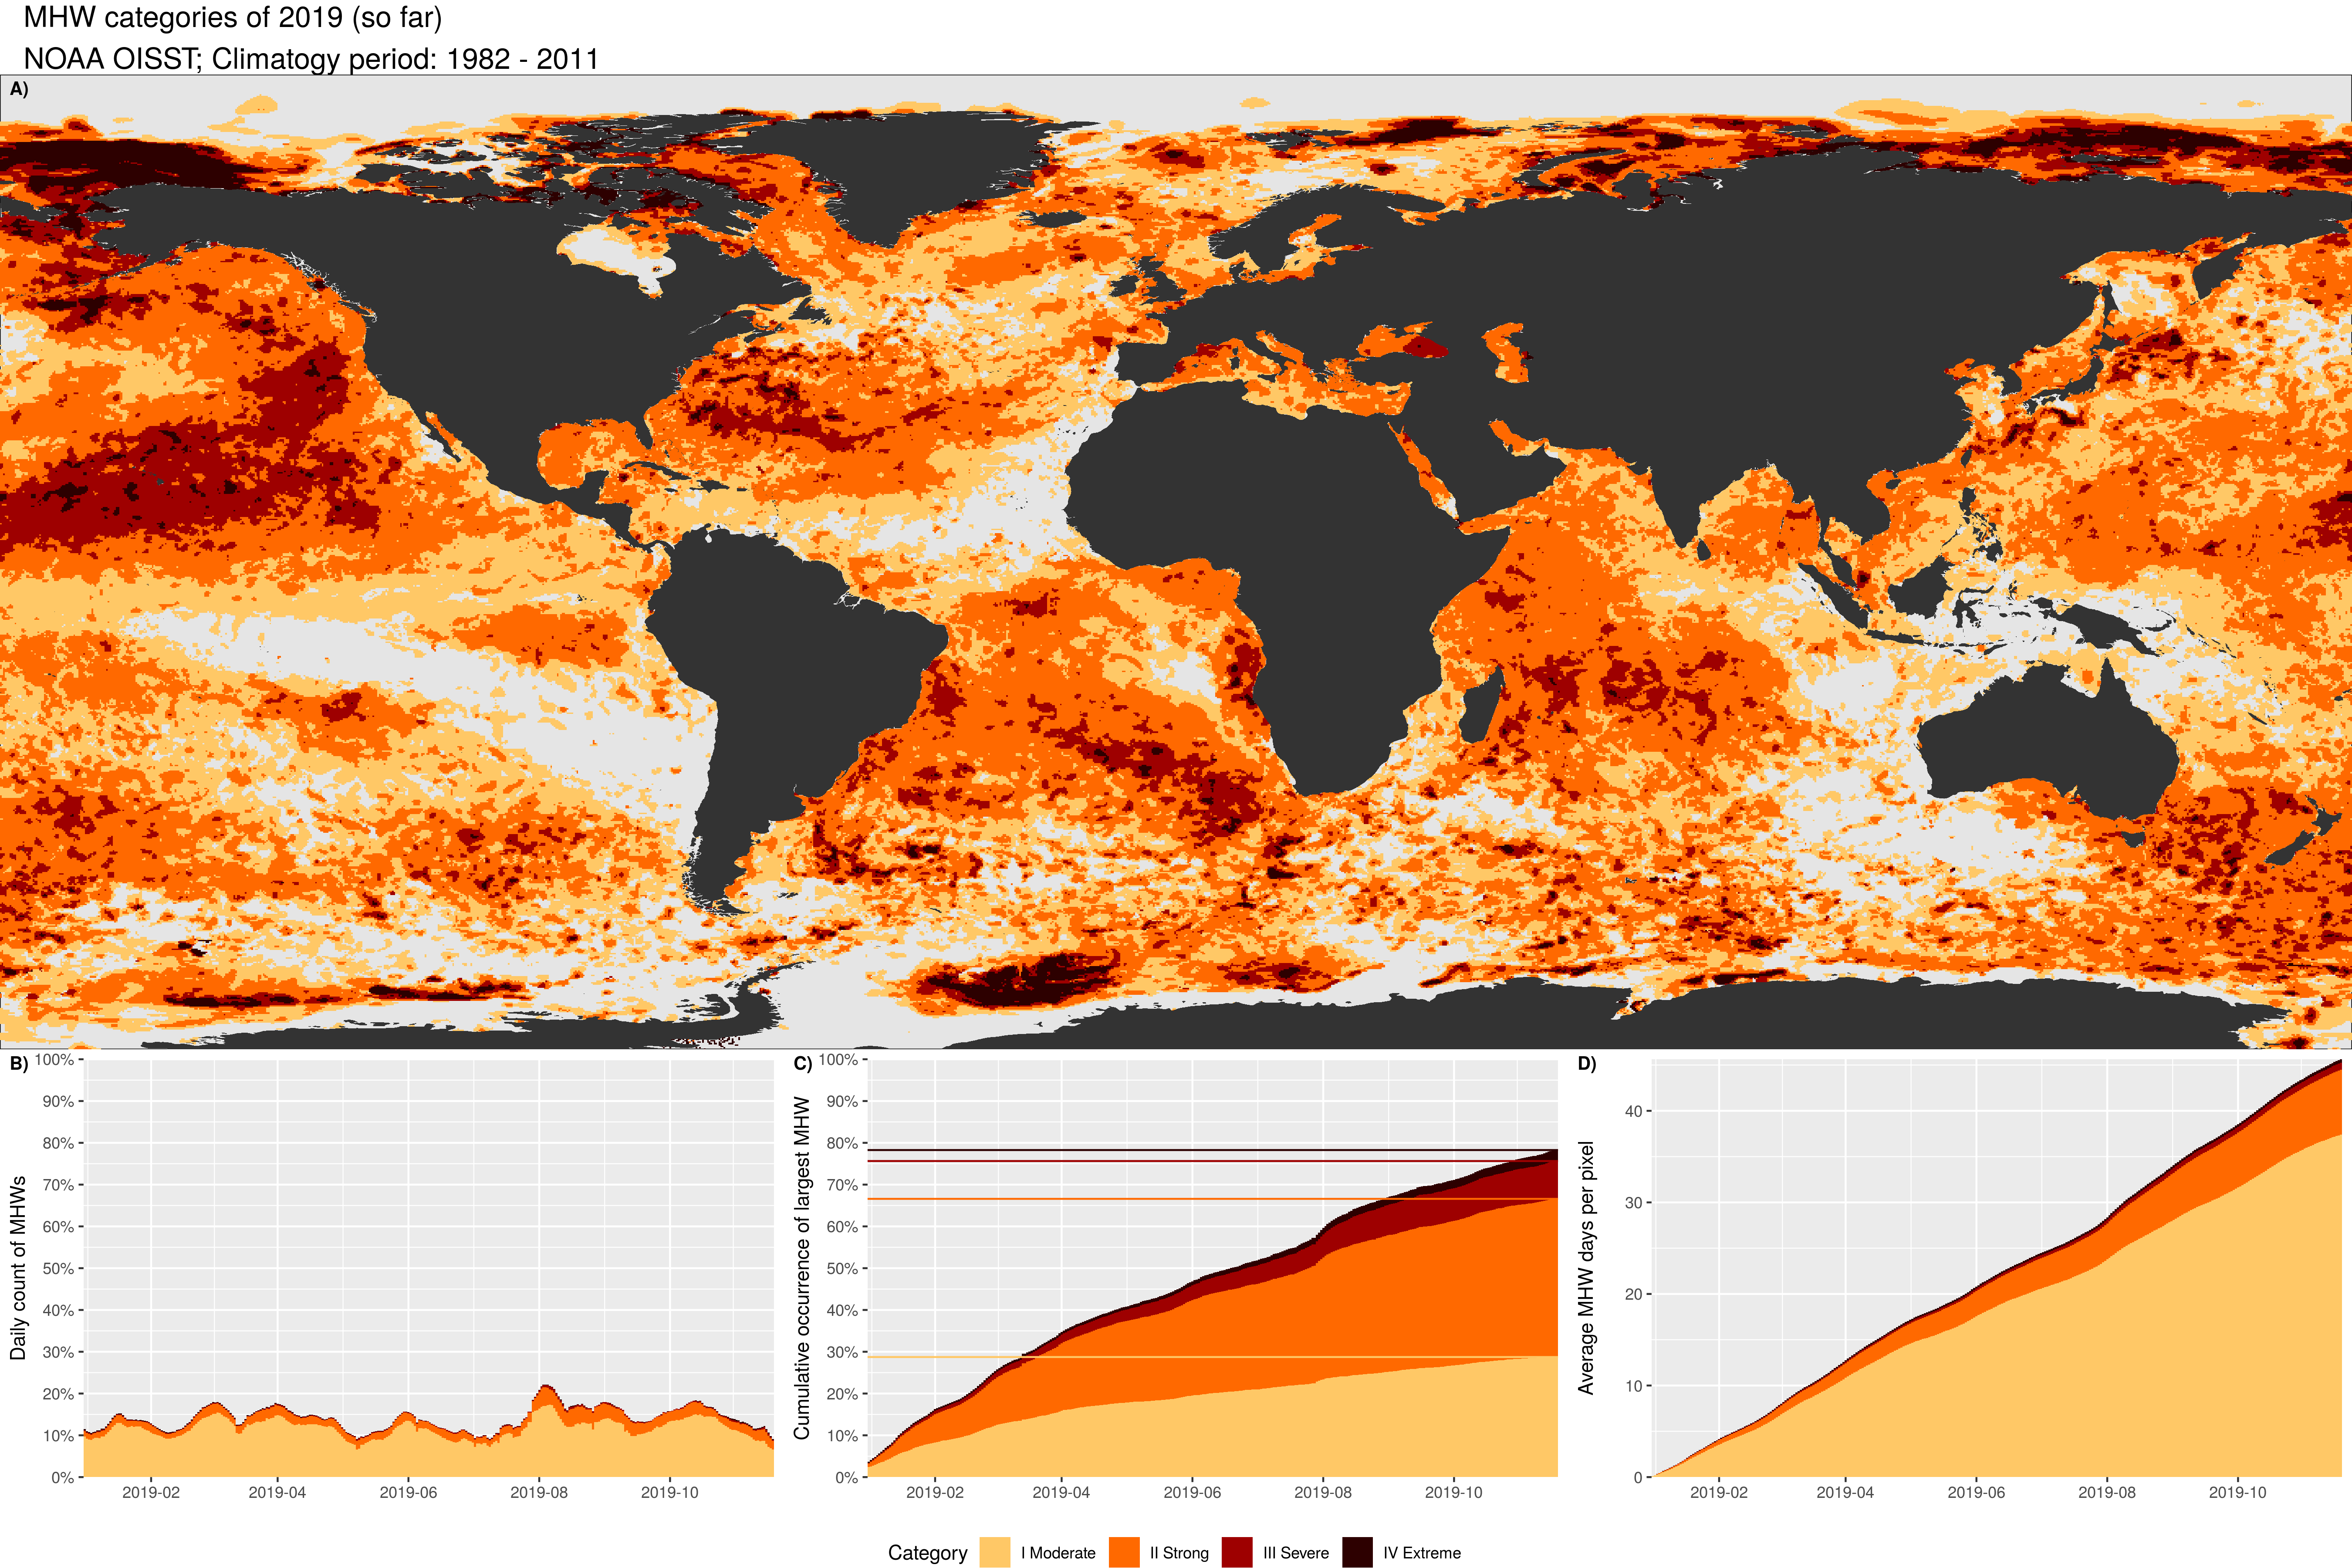 MHW categories of 2019 (so far)
NOAA OISST; Climatogy period: 1982 - 2011
A)
B)
Daily count of MHWs
100%
90%
80%
70%
60%
50%
40%
30%
20%
10%
0%
2019-02 2019-04 2019-06 2019-08 2019-10
C)
Cumulative occurrence of largest MHW
100%
90%
80%
70%
60%
50%
40%
30%
20%
10%
0%
2019-02 2019-04 2019-06 2019-08 2019-10
D)
Average MHW days per pixel
40
30
20
10
0
2019-02 2019-04 2019-06 2019-08 2019-10
Category I Moderate II Strong III Severe IV Extreme